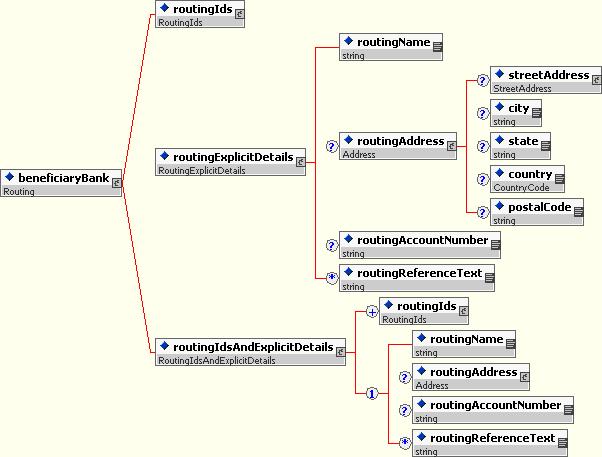 routingIds
RoutingIds
routingName
string
streetAddress
StreetAddress
city
string
routingAddress
Address
state
string
routingExplicitDetails
RoutingExplicitDetails
country
CountryCode
beneficiaryBank
Routing
postalCode
string
routingAccountNumber
string
routingReferenceText
string
routingIds
RoutingIds
routingIdsAndExplicitDetails
RoutingIdsAndExplicitDetails
routingName
string
routingAddress
Address
1
routingAccountNumber
string
routingReferenceText
string